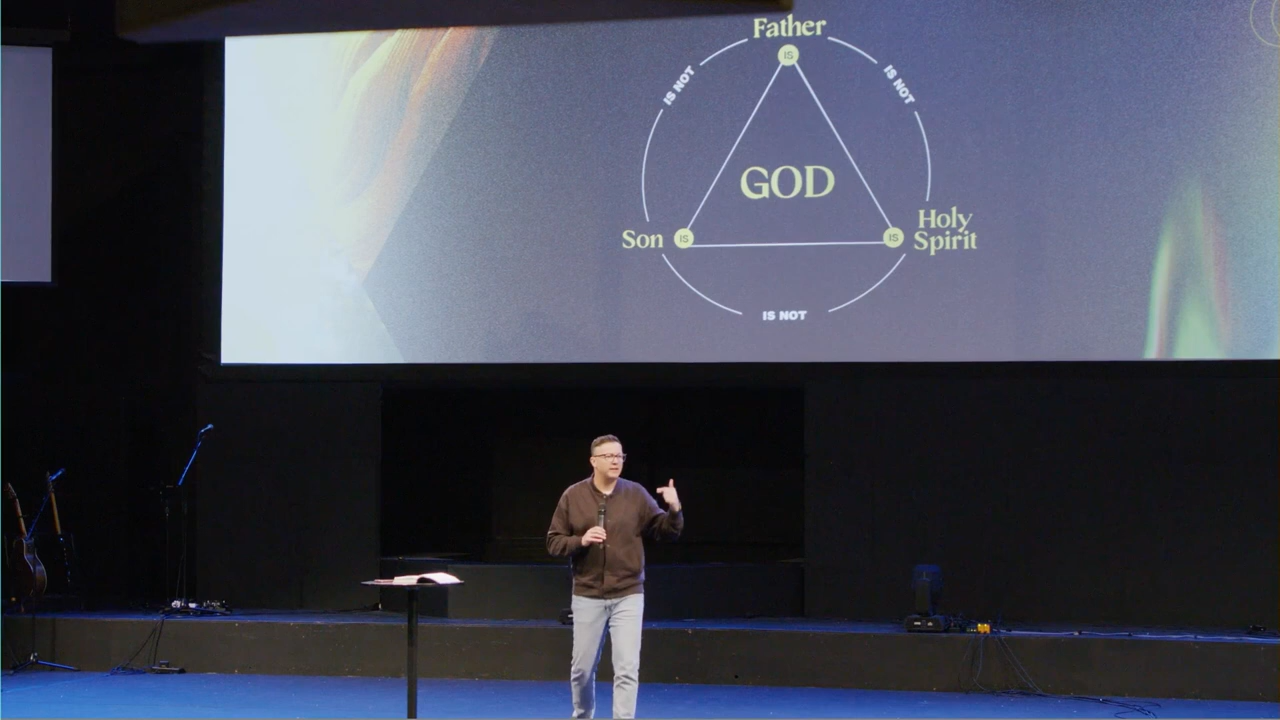 Father
IS
IS NOT
IS NOT
GOD
Son
IS
IS
Holy
Spirit
IS NOT